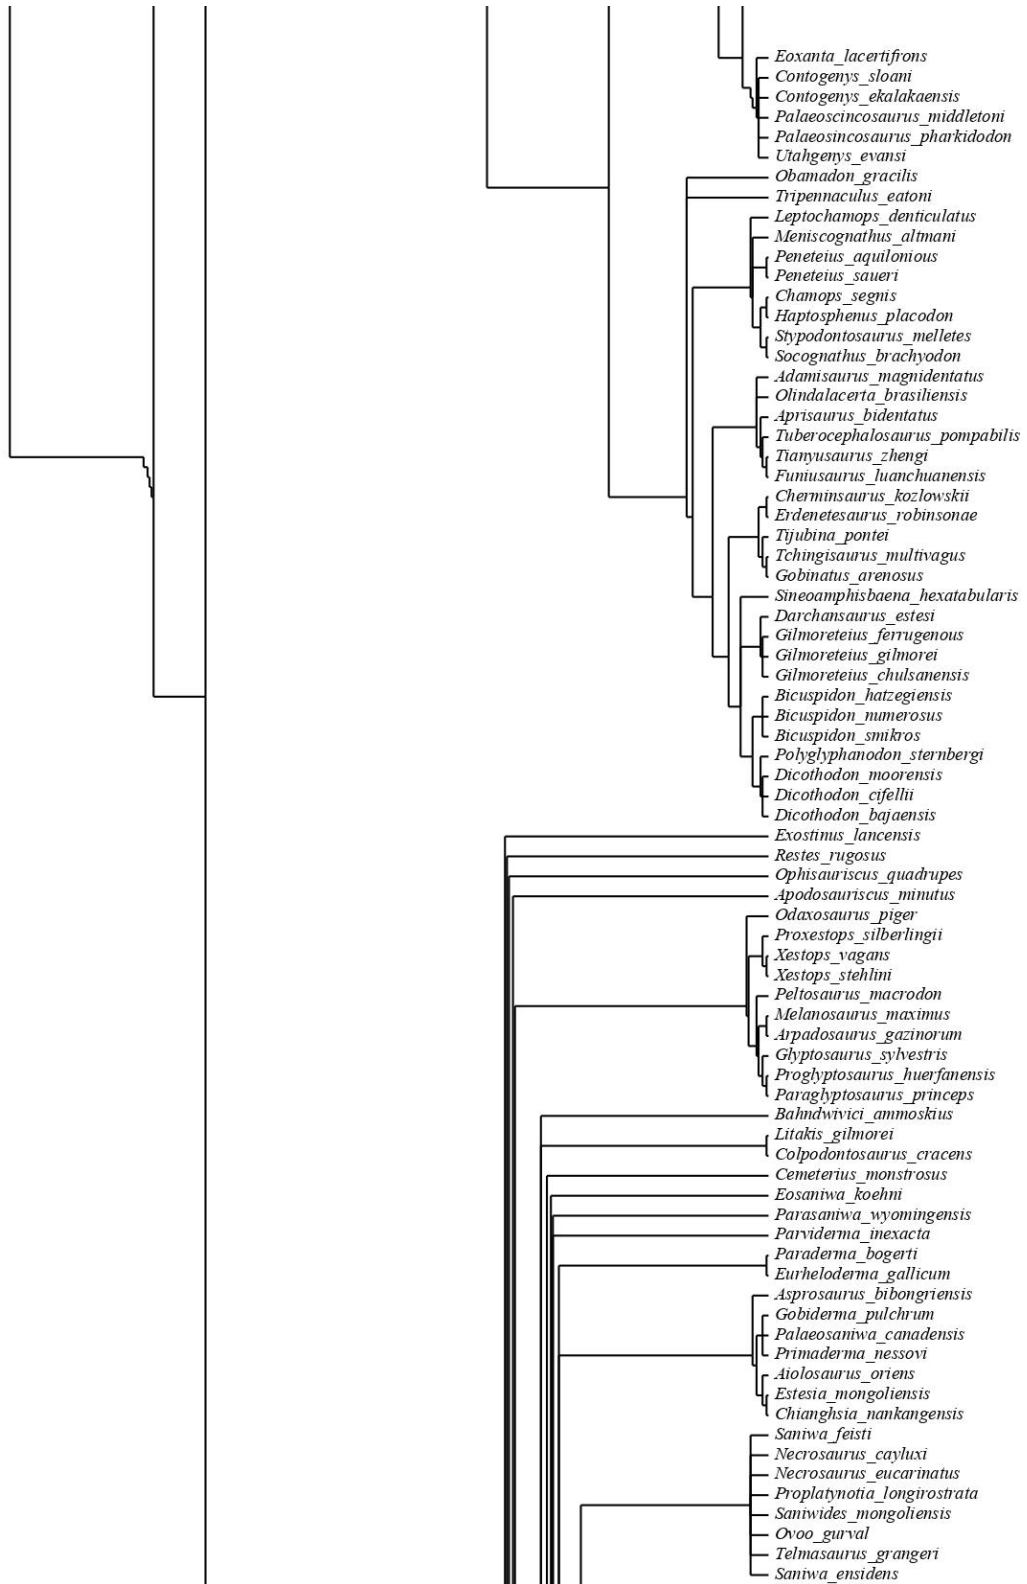 Eoxanta_lacertifrons
Contogenys_sloani
Contogenys_ekalakaensis
Palaeoscincosaurus_middletoni
Palaeosincosaurus_pharkidodon
Utahgenys_evansi
Obamadon_gracilis
Tripennaculus_eatoni
Leptochamops_denticulatus
Meniscognathus_altmani
Peneteius_aquilonious
Peneteius_saueri
Chamops_segnis
Haptosphenus_placodon
Stypodontosaurus_melletes
Socognathus_brachyodon
Adamisaurus_magnidentatus
Olindalacerta_brasiliensis
Aprisaurus_bidentatus
Tuberocephalosaurus_pompabilis
Tianyusaurus_zhengi
Funiusaurus_luanchuanensis
Cherminsaurus_kozlowskii
Erdenetesaurus_robinsonae
Tijubina_pontei
Tchingisaurus_multivagus
Gobinatus_arenosus
Sineoamphisbaena_hexatabularis
Darchansaurus_estesi
Gilmoreteius_ferrugenous
Gilmoreteius_gilmorei
Gilmoreteius_chulsanensis
Bicuspidon_hatzegiensis
Bicuspidon_numerosus
Bicuspidon_smikros
Polyglyphanodon_sternbergi
Dicothodon_moorensis
Dicothodon_cifellii
Dicothodon_bajaensis
Exostinus_lancensis
Restes_rugosus
Ophisauriscus_quadrupes
Apodosauriscus_minutus
Odaxosaurus_piger
Proxestops_silberlingii
Xestops_vagans
Xestops_stehlini
Peltosaurus_macrodon
Melanosaurus_maximus
Arpadosaurus_gazinorum
Glyptosaurus_sylvestris
Proglyptosaurus_huerfanensis
Paraglyptosaurus_princeps
Bahndwivici_ammoskius
Litakis_gilmorei
Colpodontosaurus_cracens
Cemeterius_monstrosus
Eosaniwa_koehni
Parasaniwa_wyomingensis
Parviderma_inexacta
Paraderma_bogerti
Eurheloderma_gallicum
Asprosaurus_bibongriensis
Gobiderma_pulchrum
Palaeosaniwa_canadensis
Primaderma_nessovi
Aiolosaurus_oriens
Estesia_mongoliensis
Chianghsia_nankangensis
Saniwa_feisti
Necrosaurus_cayluxi
Necrosaurus_eucarinatus
Proplatynotia_longirostrata
Saniwides_mongoliensis
Ovoo_gurval
Telmasaurus_grangeri
Saniwa_ensidens